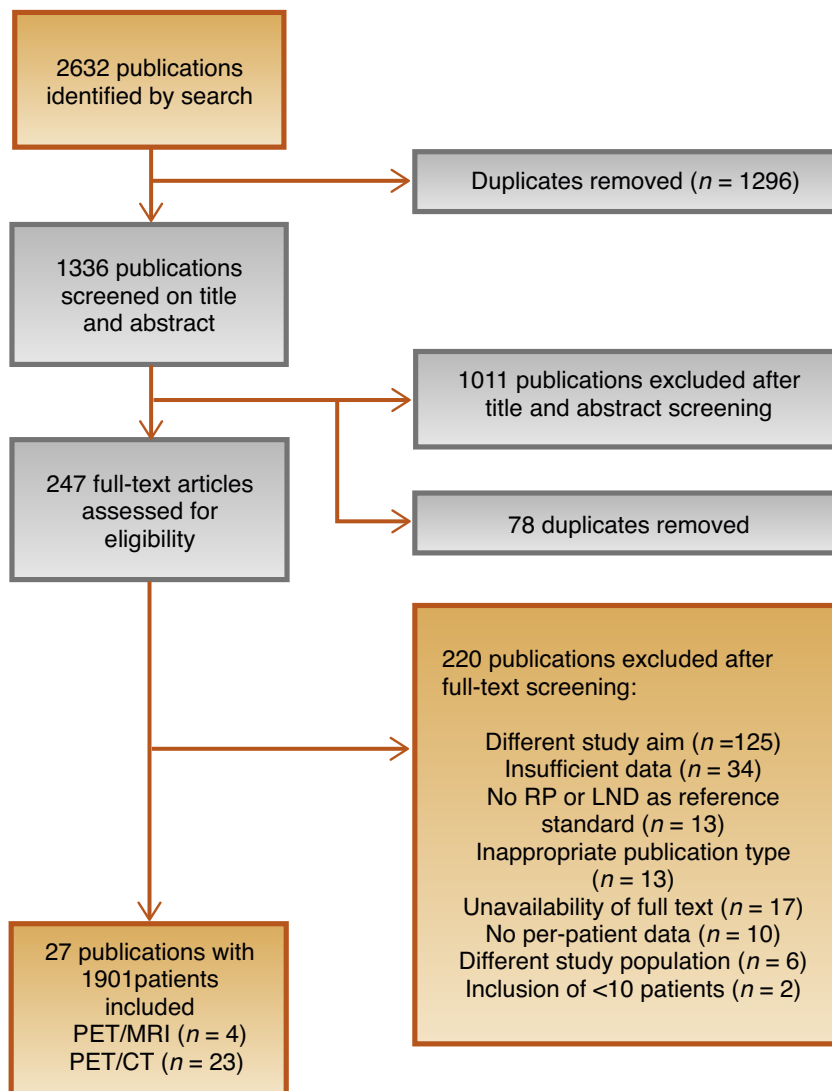 2632 publications
identified by search
Duplicates removed (n = 1296)
1336 publications
screened on title
and abstract
1011 publications excluded after
title and abstract screening
247 full-text articles
assessed for
eligibility
78 duplicates removed
220 publications excluded after
full-text screening:
Different study aim (n =125)
Insufficient data (n = 34)
No RP or LND as reference
standard (n = 13)
Inappropriate publication type
(n = 13)
Unavailability of full text (n = 17)
No per-patient data (n = 10)
Different study population (n = 6)
Inclusion of <10 patients (n = 2)
27 publications with
1901patients
included
PET/MRI (n = 4)
PET/CT (n = 23)